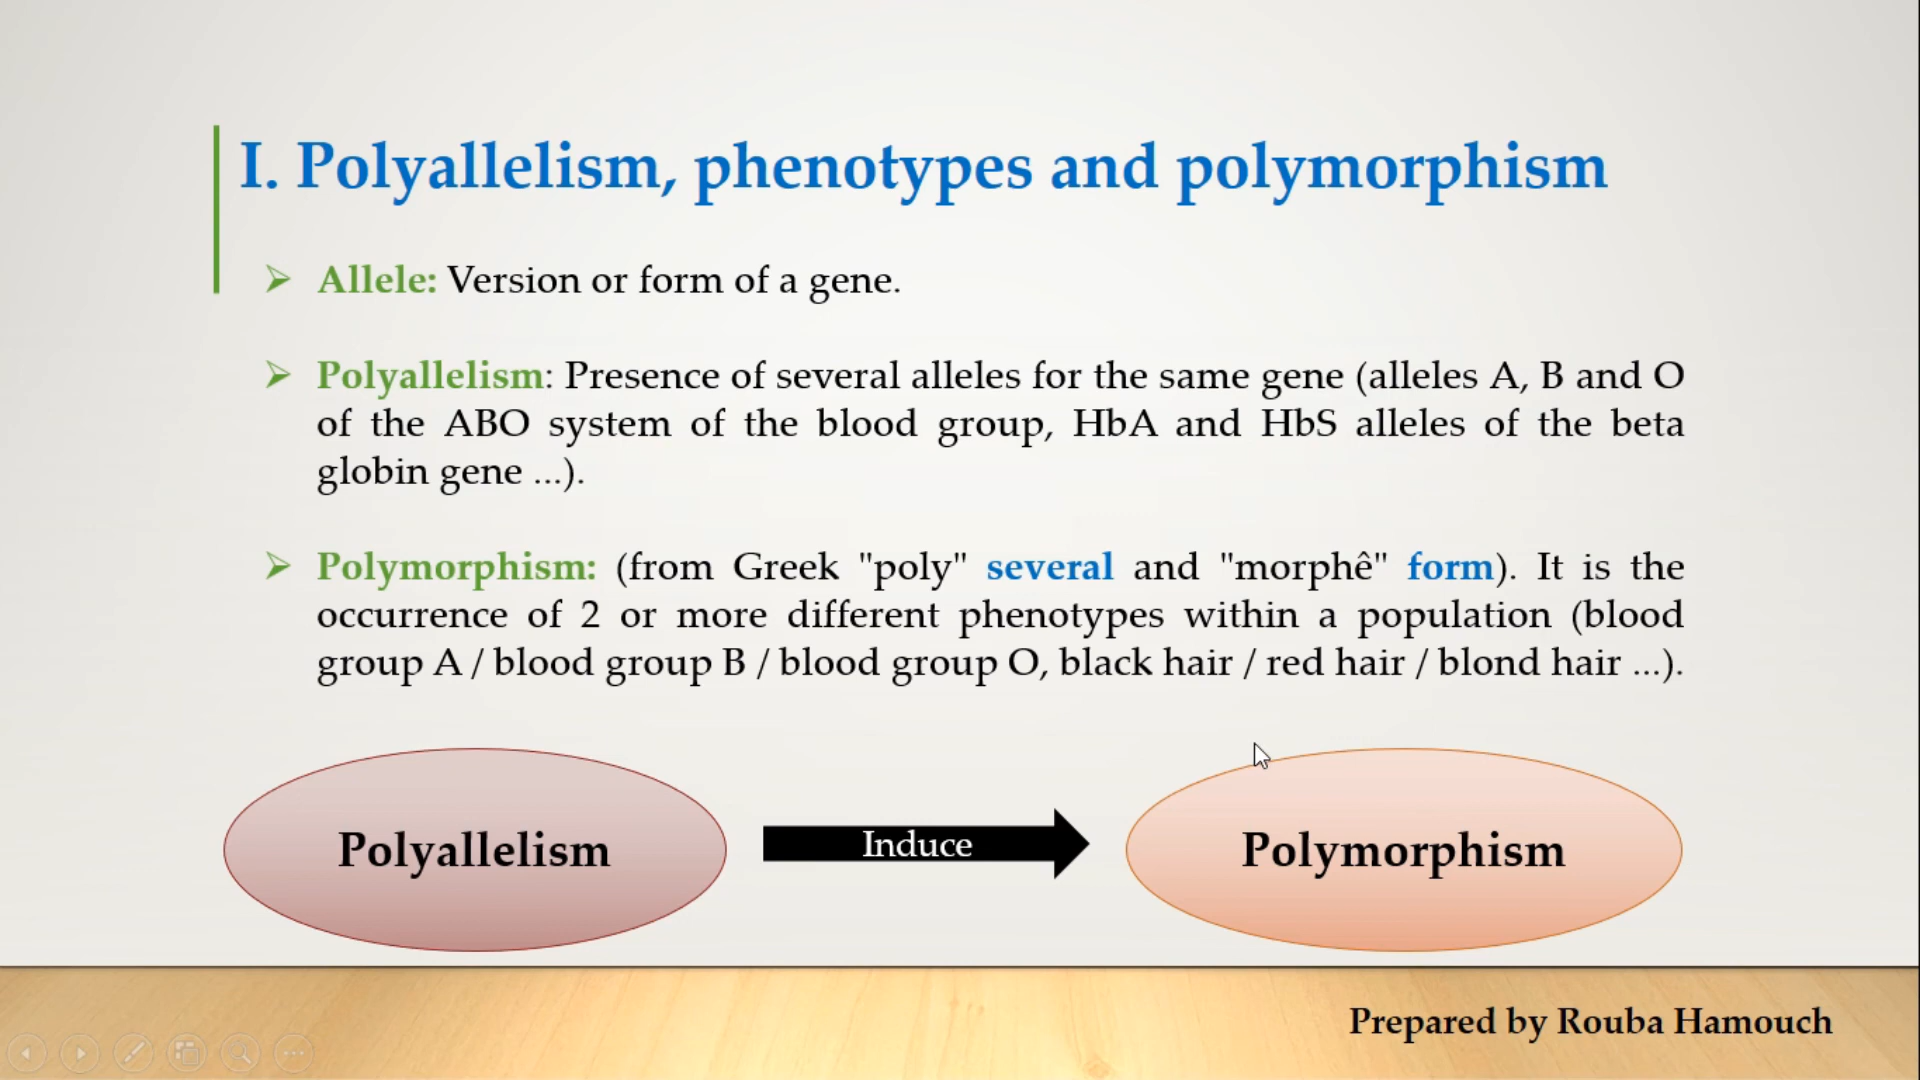 I. Polyallelism, phenotypes and polymorphism
Allele: Version or form of a gene.
Polyallelism: Presence of several alleles for the same gene (alleles A, B and O
of the ABO system of the blood group, HbA and HbS alleles of the beta
globin gene ...).
Polymorphism: (from Greek "poly" several and "morphê" form). It is the
occurrence of 2 or more different phenotypes within a population (blood
group A / blood group B / blood group O, black hair / red hair / blond hair ...).
Polyallelism
Induce
Polymorphism
Prepared by Rouba Hamouch